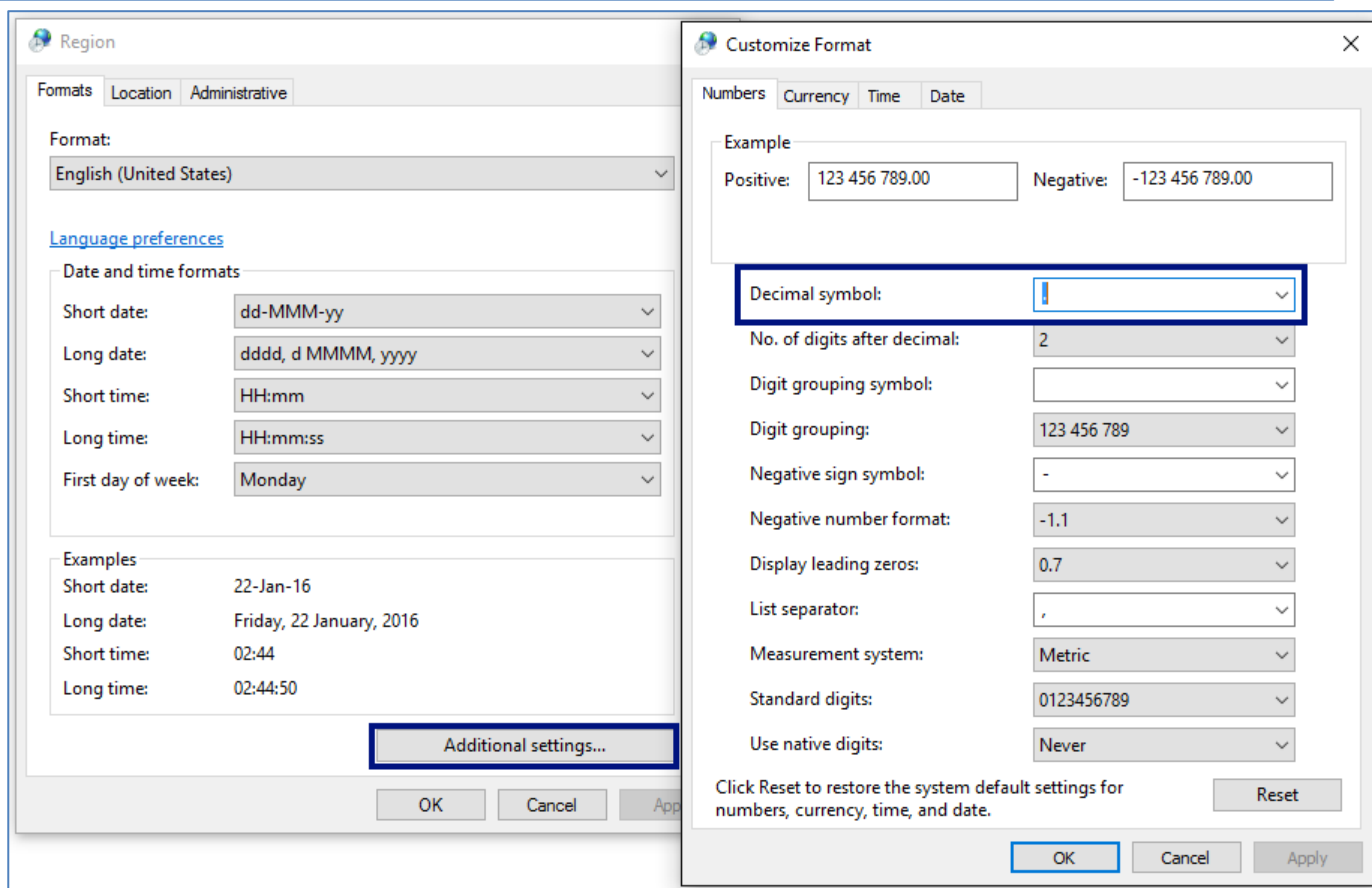 Region
Formats Location Administrative
Format:
English (United States)
Language preferences
Date and time formats
Short date: dd-MMM-yy
Long date: dddd, d MMMM, yyyy
Short time: HH:mm
Long time: HH:mm:ss
First day of week: Monday
Examples
Short date: 22-Jan-16
Long date: Friday, 22 January, 2016
Short time: 02:44
Long time: 02:44:50
Additional settings...
OK Cancel App
Customize Format
Numbers Currency Time Date
Example
Positive: 123 456 789.00 Negative: -123 456 789.00
Decimal symbol: .
No. of digits after decimal: 2
Digit grouping symbol:
Digit grouping: 123 456 789
Negative sign symbol: -
Negative number format: -1.1
Display leading zeros: 0.7
List separator: ,
Measurement system: Metric
Standard digits: 0123456789
Use native digits: Never
Click Reset to restore the system default settings for
numbers, currency, time, and date.
Reset
OK Cancel Apply